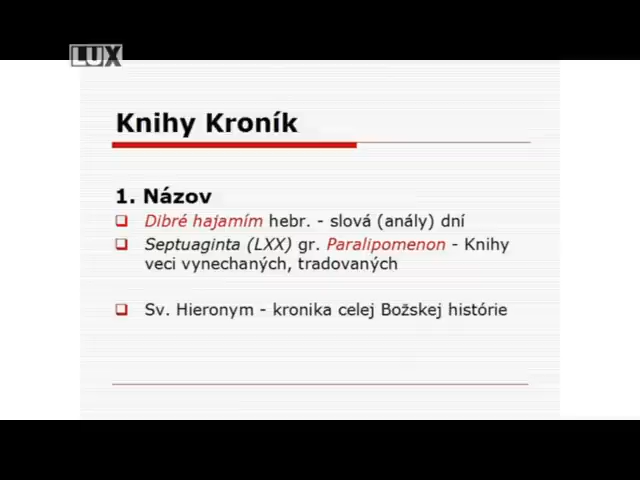 LUX
Knihy Kroník
1. Názov
Dibré hajamím hebr. - slová (anály) dní
Septuaginta (LXX) gr. Paralipomenon - Knihy
veci vynechaných, tradovaných
Sv. Hieronym - kronika celej Božskej histórie